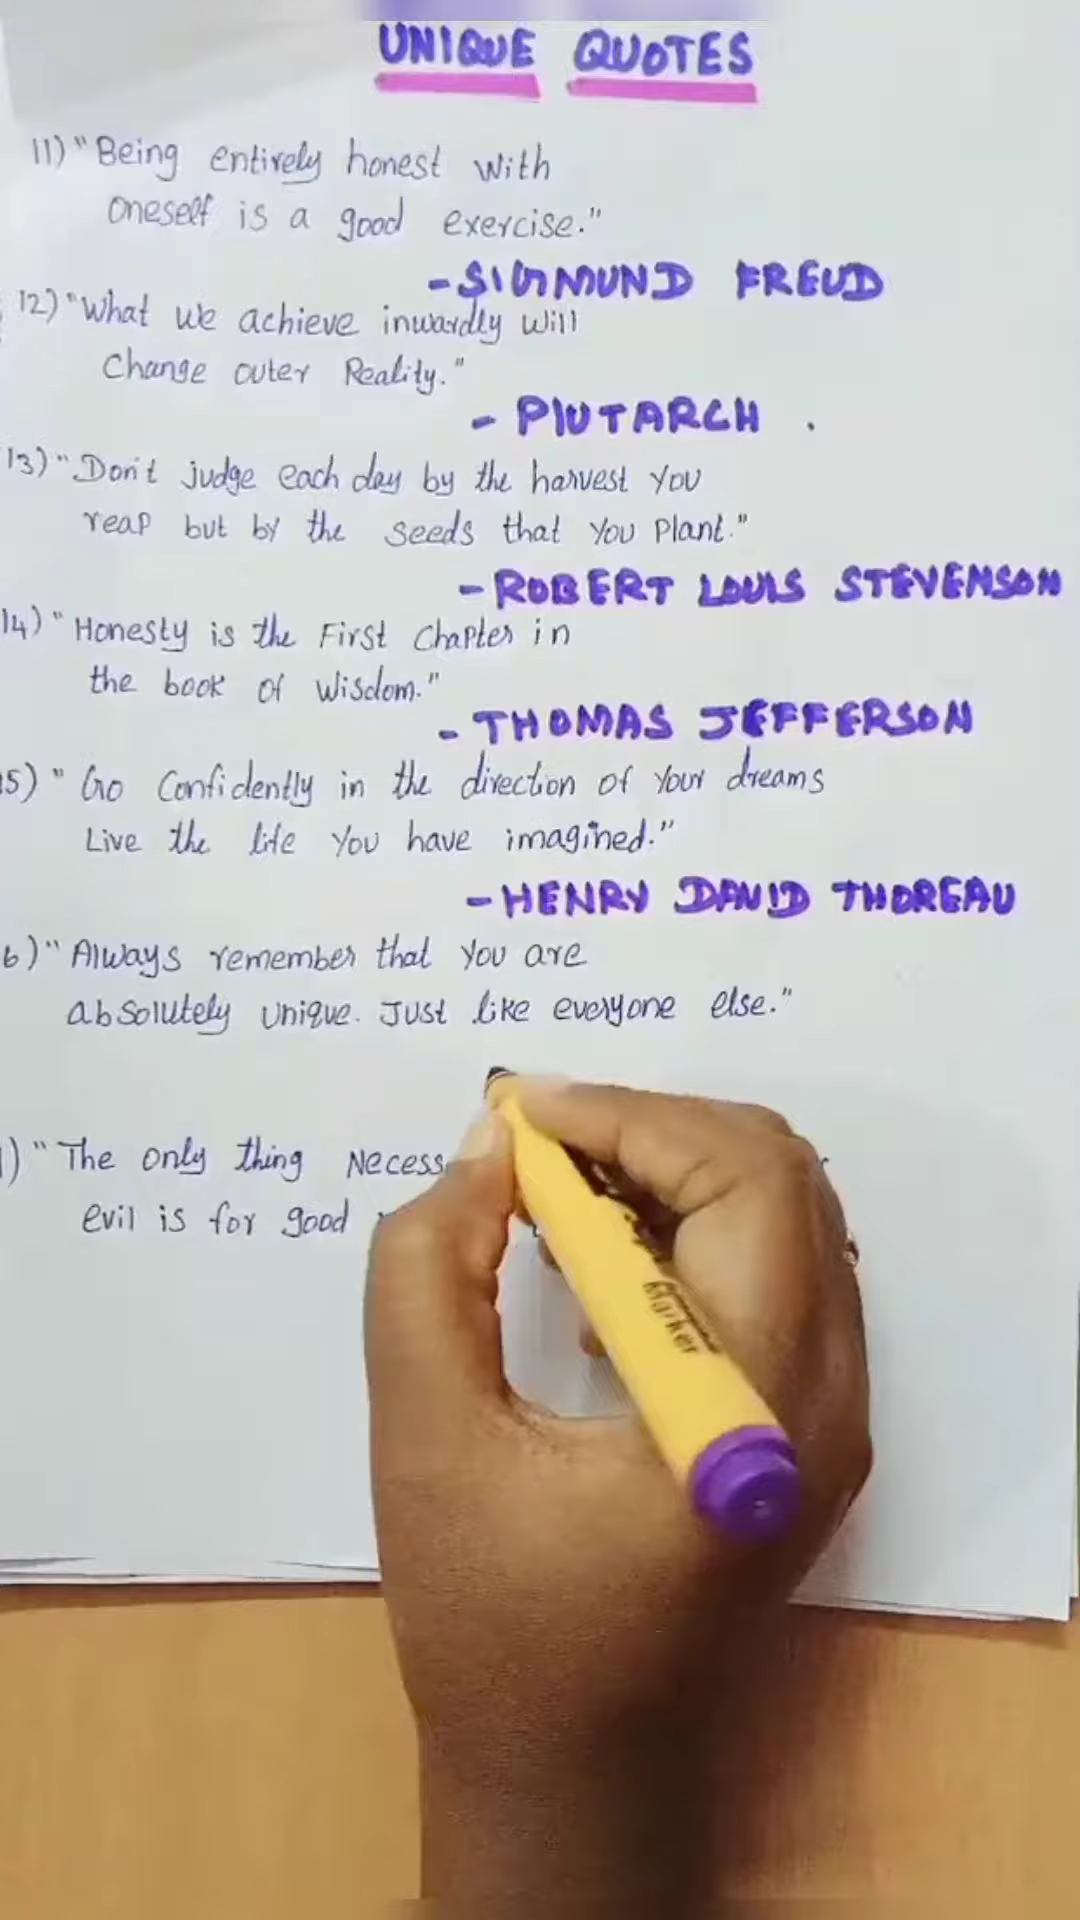 UNIQUE QUOTES
11) "Being entirely honest with
oneself is a good exercise."
- SIGMUND FREUD
12) "What we achieve inwardly will
Change outer Reality."
- PlUTARCH .
13) "Don't judge each day by the harvest you
reap but by the seeds that you plant."
- ROBERT LOUIS STEVENSON
14) "Honesty is the First Chapter in
the book of Wisdom."
- THOMAS JEFFERSON
5) "Go Confidently in the direction of your dreams
Live the life you have imagined."
- HENRY DAVID THOREAU
6) "Always remember that you are
absolutely unique. Just like everyone else."
) "The only thing Necess
evil is for good
Marker